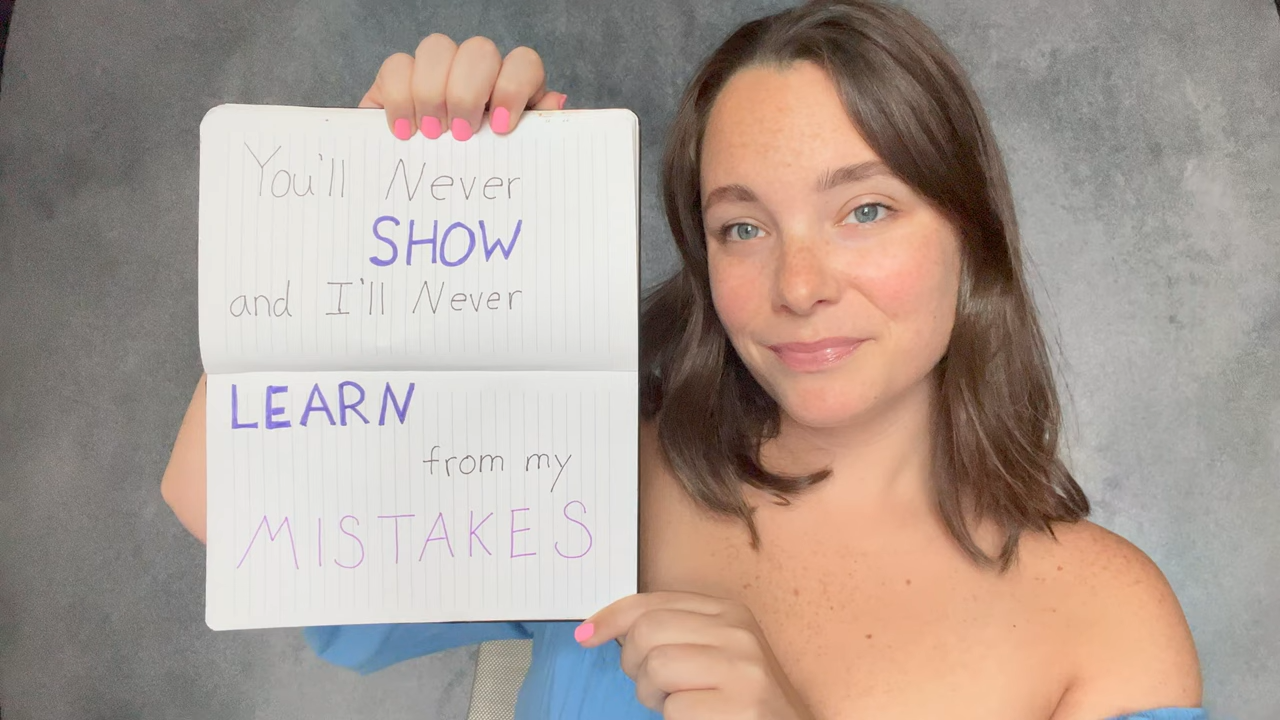 You'll Never
SHOW
and I'll Never
LEARN
from my
MISTAKES